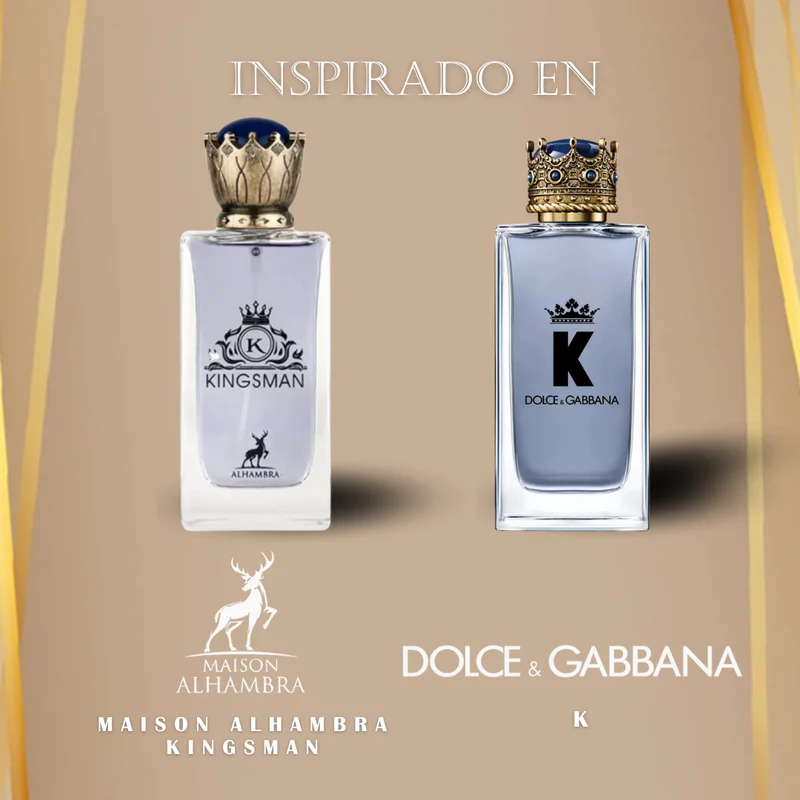 INSPIRADO EN
K
KINGSMAN
ALHAMBRA
K
DOLCE & GABBANA
MAISON
ALHAMBRA
MAISON ALHAMBRA
KINGSMAN
DOLCE & GABBANA
K